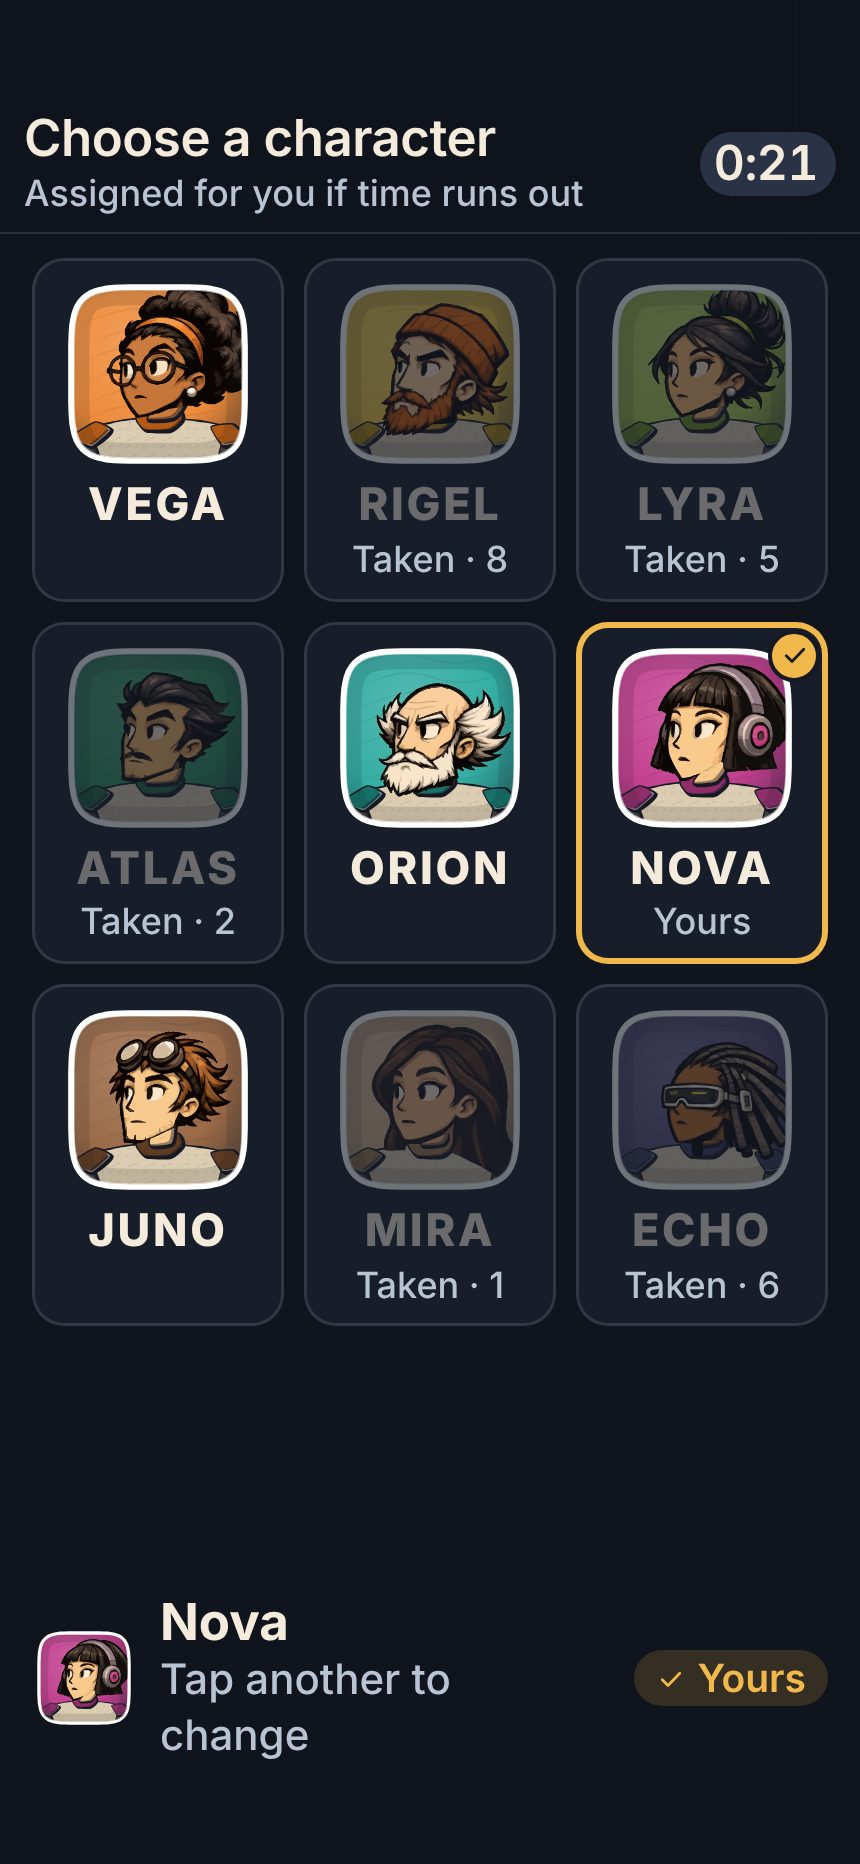 Choose a character
Assigned for you if time runs out
0:21
VEGA
RIGEL
Taken · 8
LYRA
Taken · 5
ATLAS
Taken · 2
ORION
NOVA
Yours
JUNO
MIRA
Taken · 1
ECHO
Taken · 6
Nova
Tap another to
change
Yours